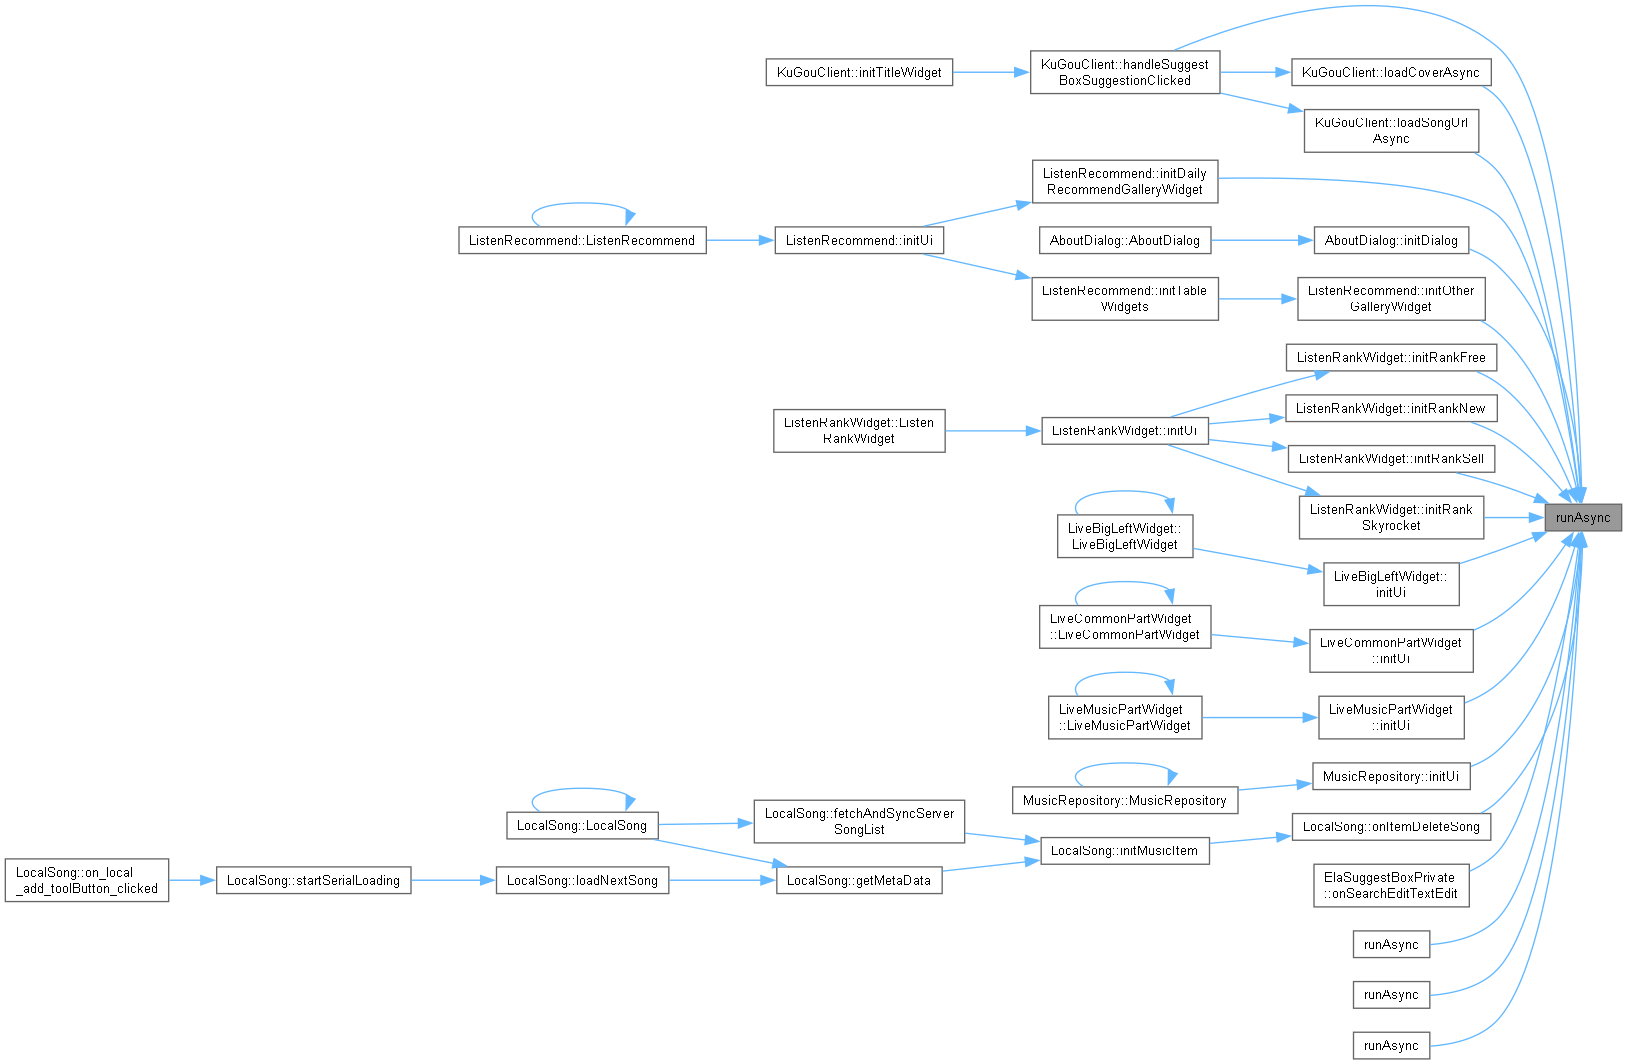 KuGouClient::initTitleWidget
KuGouClient::handleSuggest
BoxSuggestionClicked
KuGouClient::loadCoverAsync
KuGouClient::loadSongUrl
Async
ListenRecommend::initDaily
RecommendGalleryWidget
ListenRecommend::ListenRecommend
ListenRecommend::initUi
AboutDialog::AboutDialog
AboutDialog::initDialog
ListenRecommend::initTable
Widgets
ListenRecommend::initOther
GalleryWidget
ListenRankWidget::initRankFree
ListenRankWidget::Listen
RankWidget
ListenRankWidget::initUi
ListenRankWidget::initRankNew
ListenRankWidget::initRankSell
ListenRankWidget::initRank
Skyrocket
runAsync
LiveBigLeftWidget::
LiveBigLeftWidget
LiveBigLeftWidget::
initUi
LiveCommonPartWidget
::LiveCommonPartWidget
LiveCommonPartWidget
::initUi
LiveMusicPartWidget
::LiveMusicPartWidget
LiveMusicPartWidget
::initUi
MusicRepository::MusicRepository
MusicRepository::initUi
LocalSong::LocalSong
LocalSong::fetchAndSyncServer
SongList
LocalSong::initMusicItem
LocalSong::onItemDeleteSong
LocalSong::on_local
_add_toolButton_clicked
LocalSong::startSerialLoading
LocalSong::loadNextSong
LocalSong::getMetaData
ElaSuggestBoxPrivate
::onSearchEditTextEdit
runAsync
runAsync
runAsync